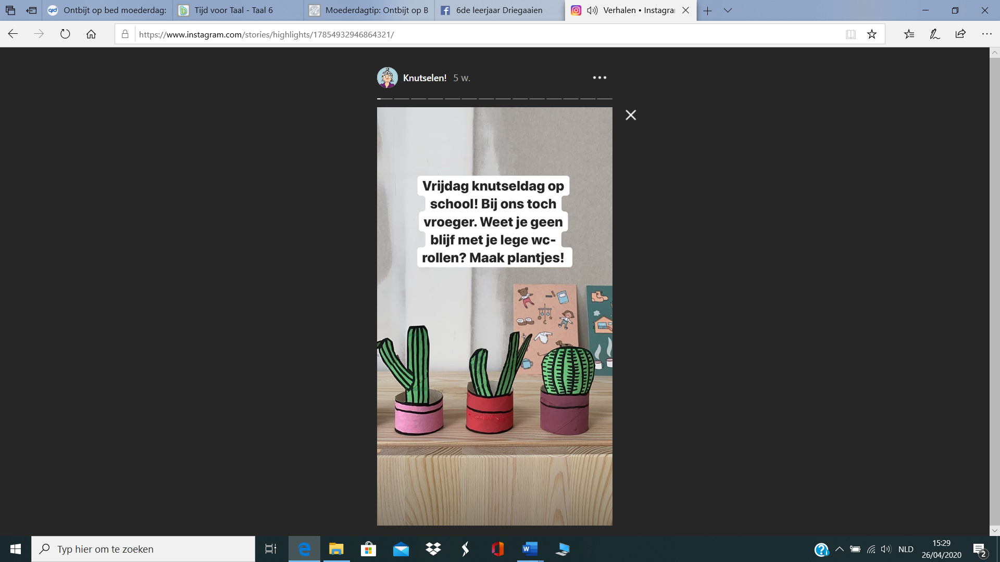 Ontbijt op bed moederdag:
Tijd voor Taal - Taal 6
Moederdagtip: Ontbijt op B
6de leerjaar Driegaaien
Verhalen • Instagra
https://www.instagram.com/stories/highlights/17854932946864321/
Knutselen! 5 w.
Vrijdag knutseldag op
school! Bij ons toch
vroeger. Weet je geen
blijf met je lege wc-
rollen? Maak plantjes!
Typ hier om te zoeken
NLD
15:29
26/04/2020
2